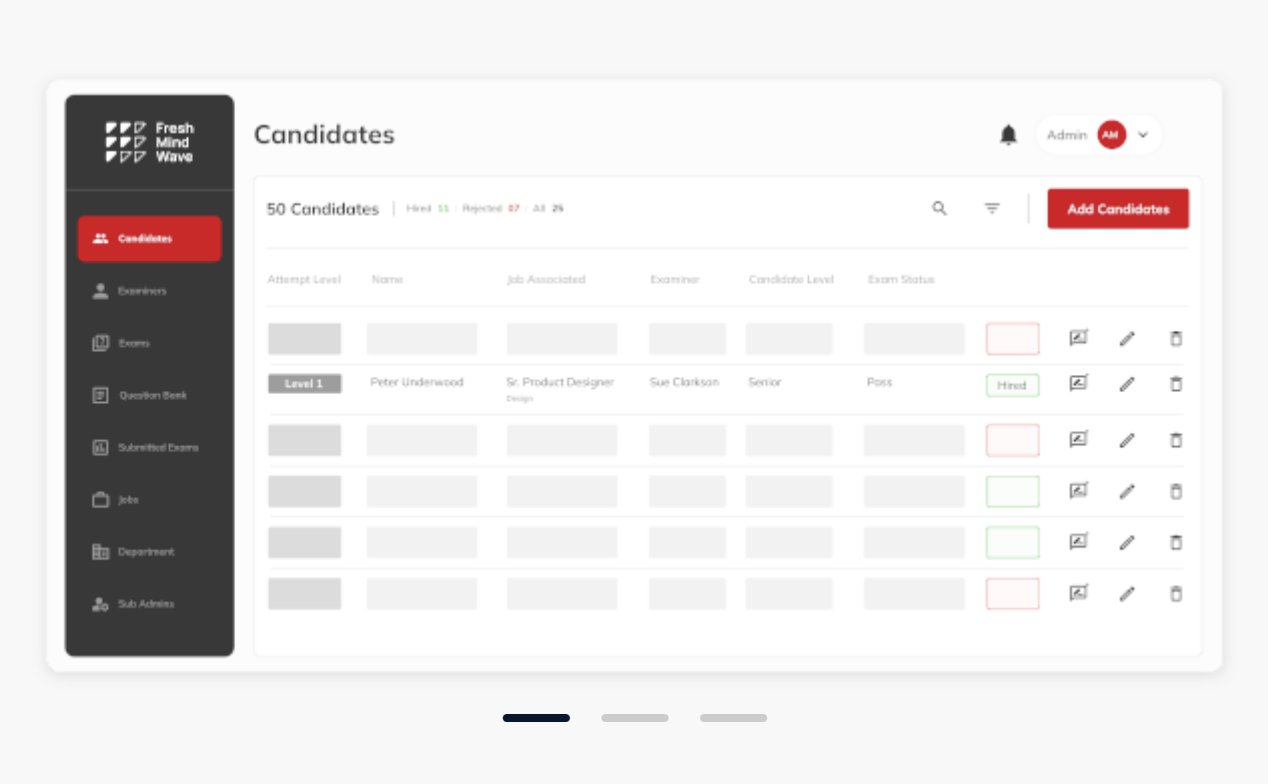 Fresh
Mind
Wave
Candidates
Examiners
Exams
Question Bank
Submitted Exams
Jobs
Department
Sub Admins
Candidates
Admin AM
50 Candidates | Hired 11 Rejected 07 All 25
Add Candidates
Attempt Level Name Job Associated Examiner Candidate Level Exam Status
Level 1 Peter Underwood Sr. Product Designer Sue Clarkson Senior Pass Hired
Design